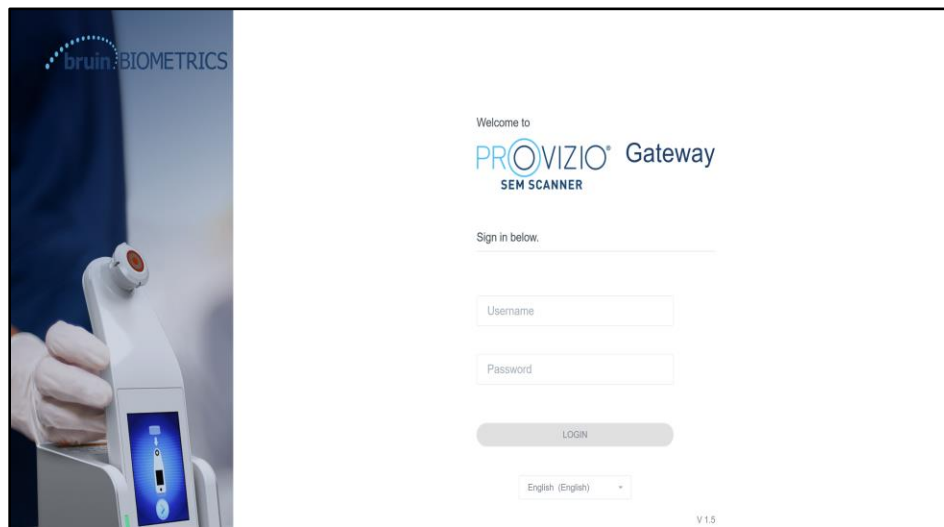 bruin BIOMETRICS
Welcome to
PROVIZIO® Gateway
SEM SCANNER
Sign in below.
Username
Password
LOGIN
English (English)
V 1.5